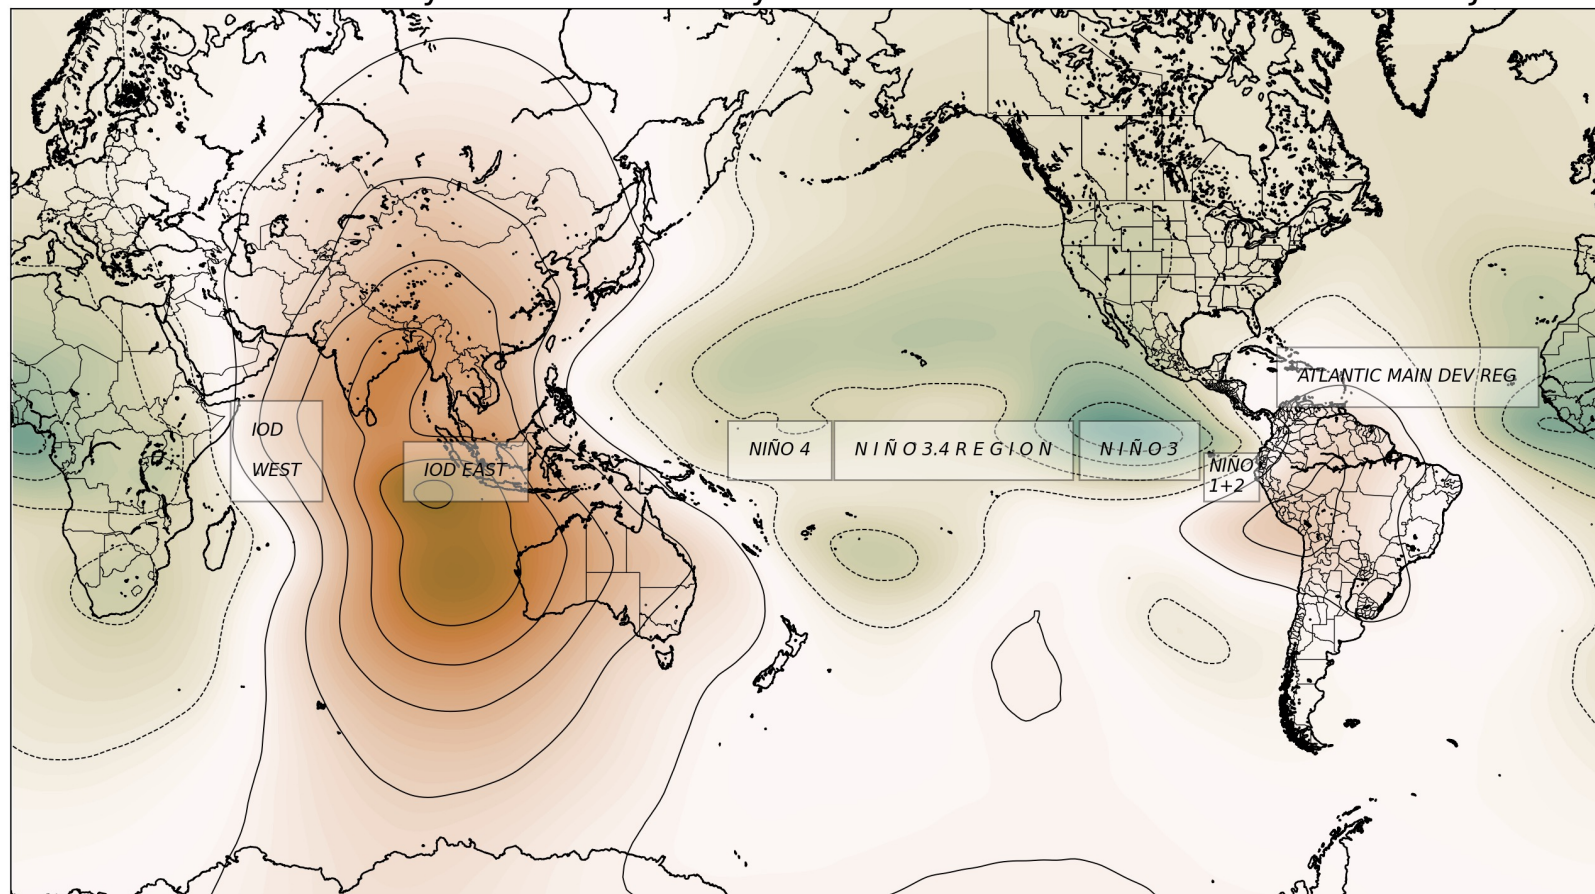 ATLANTIC MAIN DEV REG
IOD
WEST
IOD EAST
NIÑO 4
N I Ñ O 3.4 R E G I O N
N I Ñ O 3
NIÑO
1+2